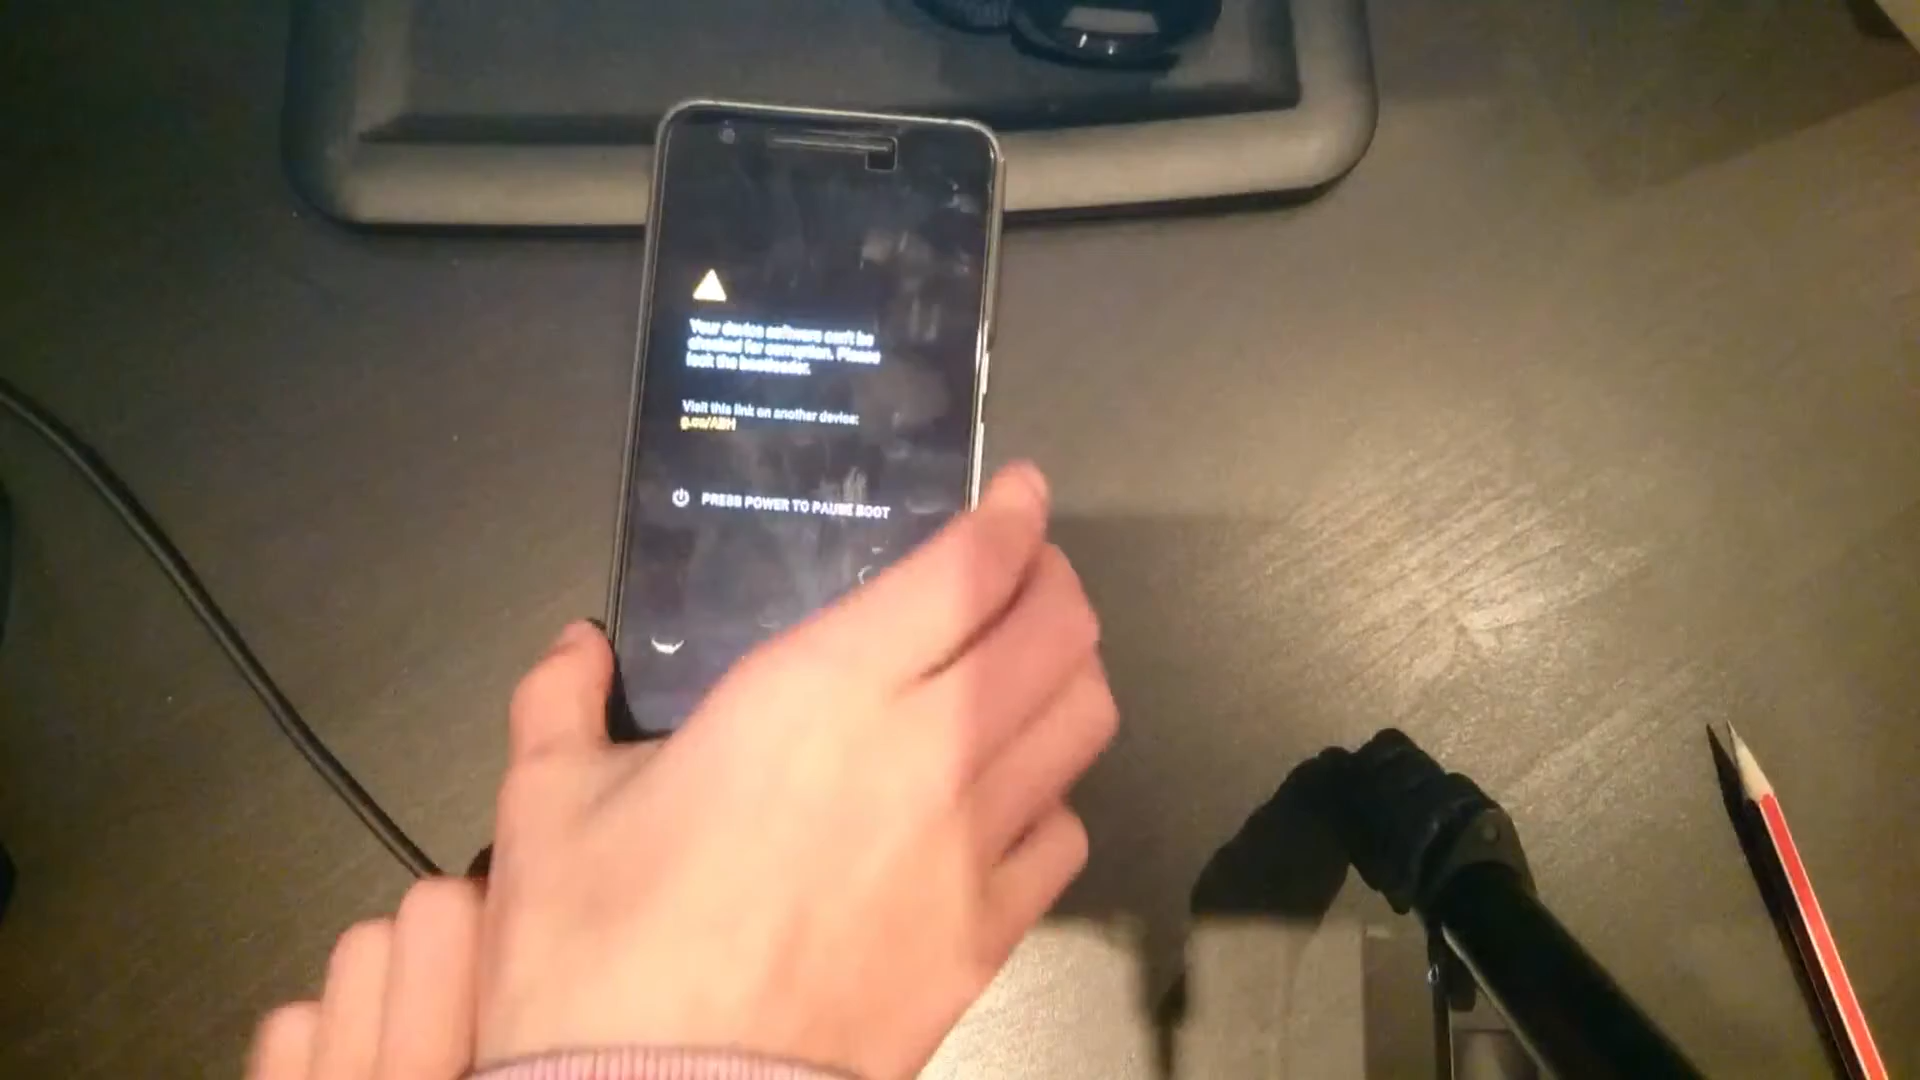 Your device software can't be
checked for corruption. Please
lock the bootloader.
Visit this link on another device:
g.co/ABH
PRESS POWER TO PAUSE BOOT